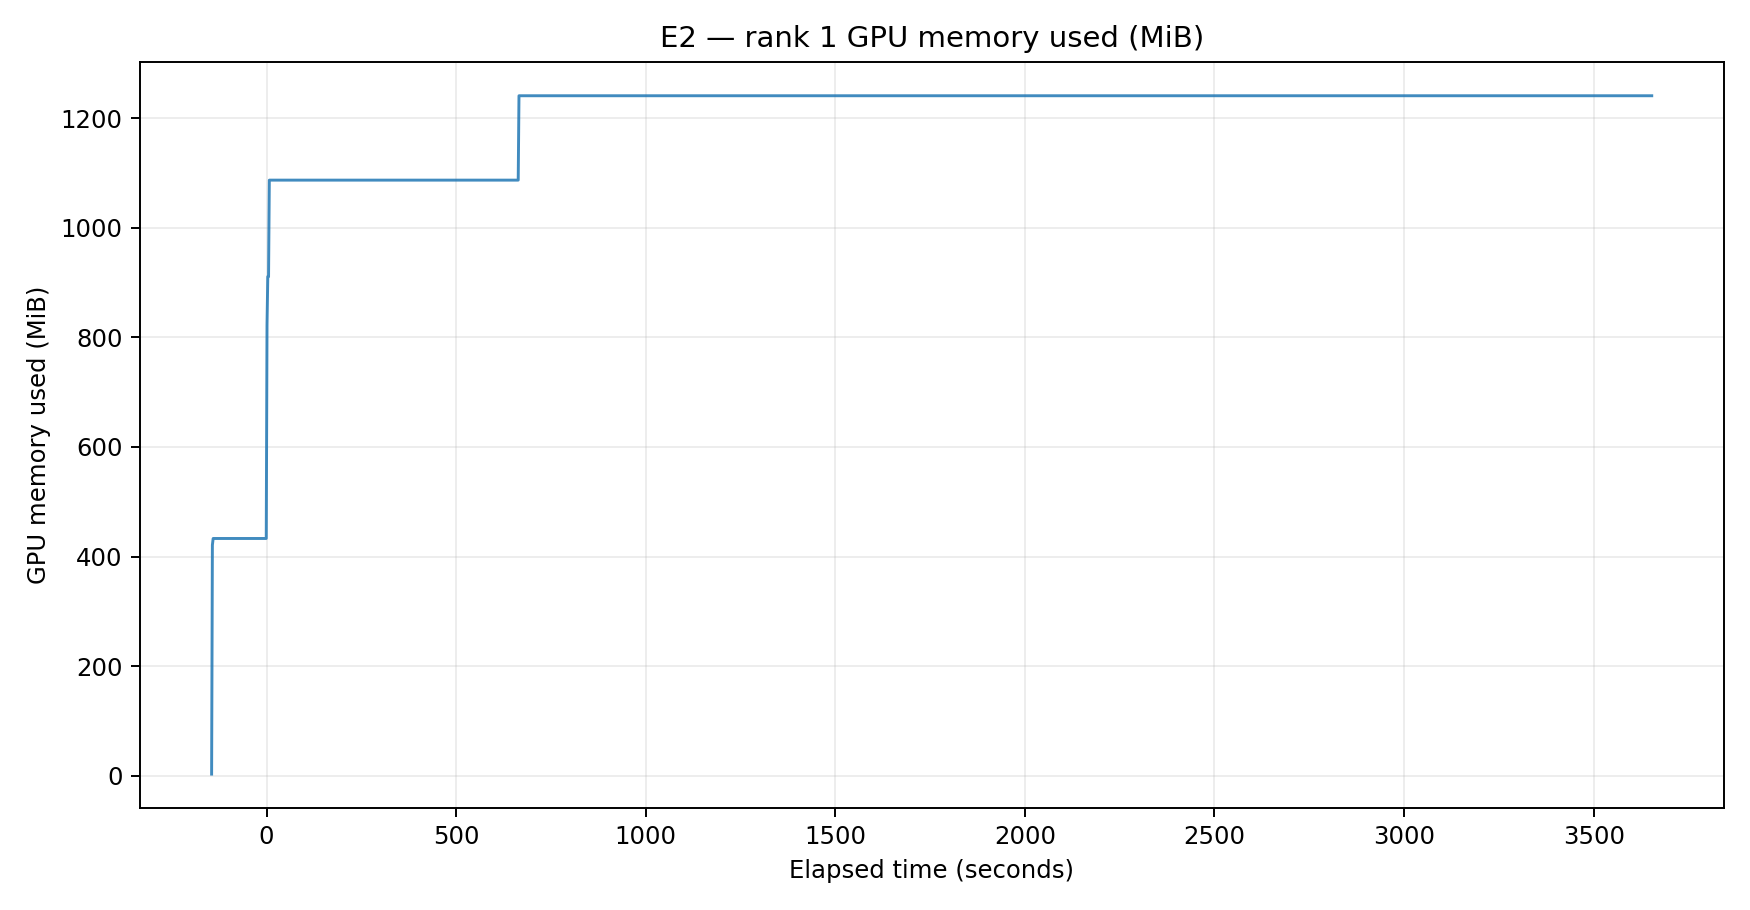 E2 — rank 1 GPU memory used (MiB)
GPU memory used (MiB)
1200
1000
800
600
400
200
0
0 500 1000 1500 2000 2500 3000 3500
Elapsed time (seconds)